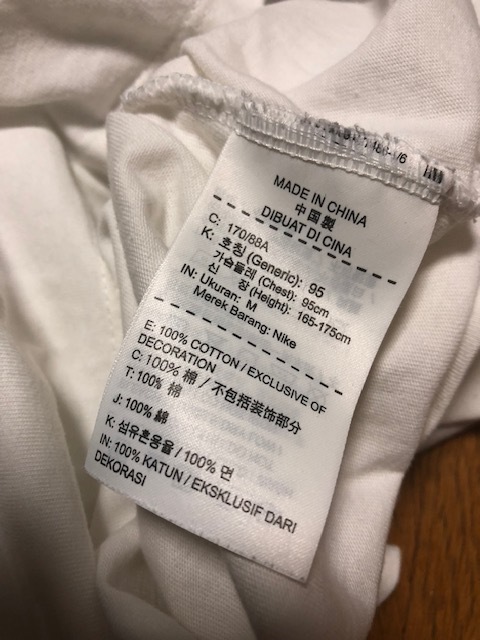 MADE IN CHINA
中国製
DIBUAT DI CINA
C: 170/88A
K: 호칭 (Generic): 95
가슴둘레 (Chest): 95cm
신 장 (Height): 165-175cm
IN: Ukuran: M
Merek Barang: Nike
E: 100% COTTON / EXCLUSIVE OF
DECORATION
C: 100% 棉 / 不包括装饰部分
T: 100% 棉
J: 100% 綿
K: 섬유혼용율 / 100% 면
IN: 100% KATUN / EKSKLUSIF DARI
DEKORASI